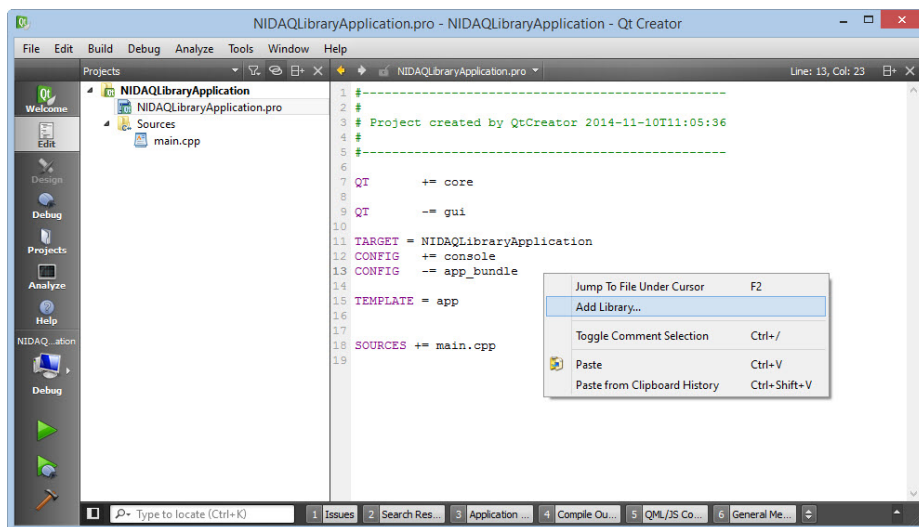 NIDAQLibraryApplication.pro - NIDAQLibraryApplication - Qt Creator
File Edit Build Debug Analyze Tools Window Help
Projects
NIDAQLibraryApplication.pro
Line: 13, Col: 23
Welcome
Edit
Design
Debug
Projects
Analyze
Help
NIDAQ...ation
Debug
NIDAQLibraryApplication
NIDAQLibraryApplication.pro
Sources
main.cpp
1 #------------------------------------------------
2 #
3 # Project created by QtCreator 2014-11-10T11:05:36
4 #
5 #------------------------------------------------
6
7 QT += core
8
9 QT -= gui
10
11 TARGET = NIDAQLibraryApplication
12 CONFIG += console
13 CONFIG -= app_bundle
14
15 TEMPLATE = app
16
17
18 SOURCES += main.cpp
19
Jump To File Under Cursor F2
Add Library...
Toggle Comment Selection Ctrl+/
Paste Ctrl+V
Paste from Clipboard History Ctrl+Shift+V
Type to locate (Ctrl+K)
1 Issues 2 Search Res... 3 Application ... 4 Compile Ou... 5 QML/JS Co... 6 General Me...